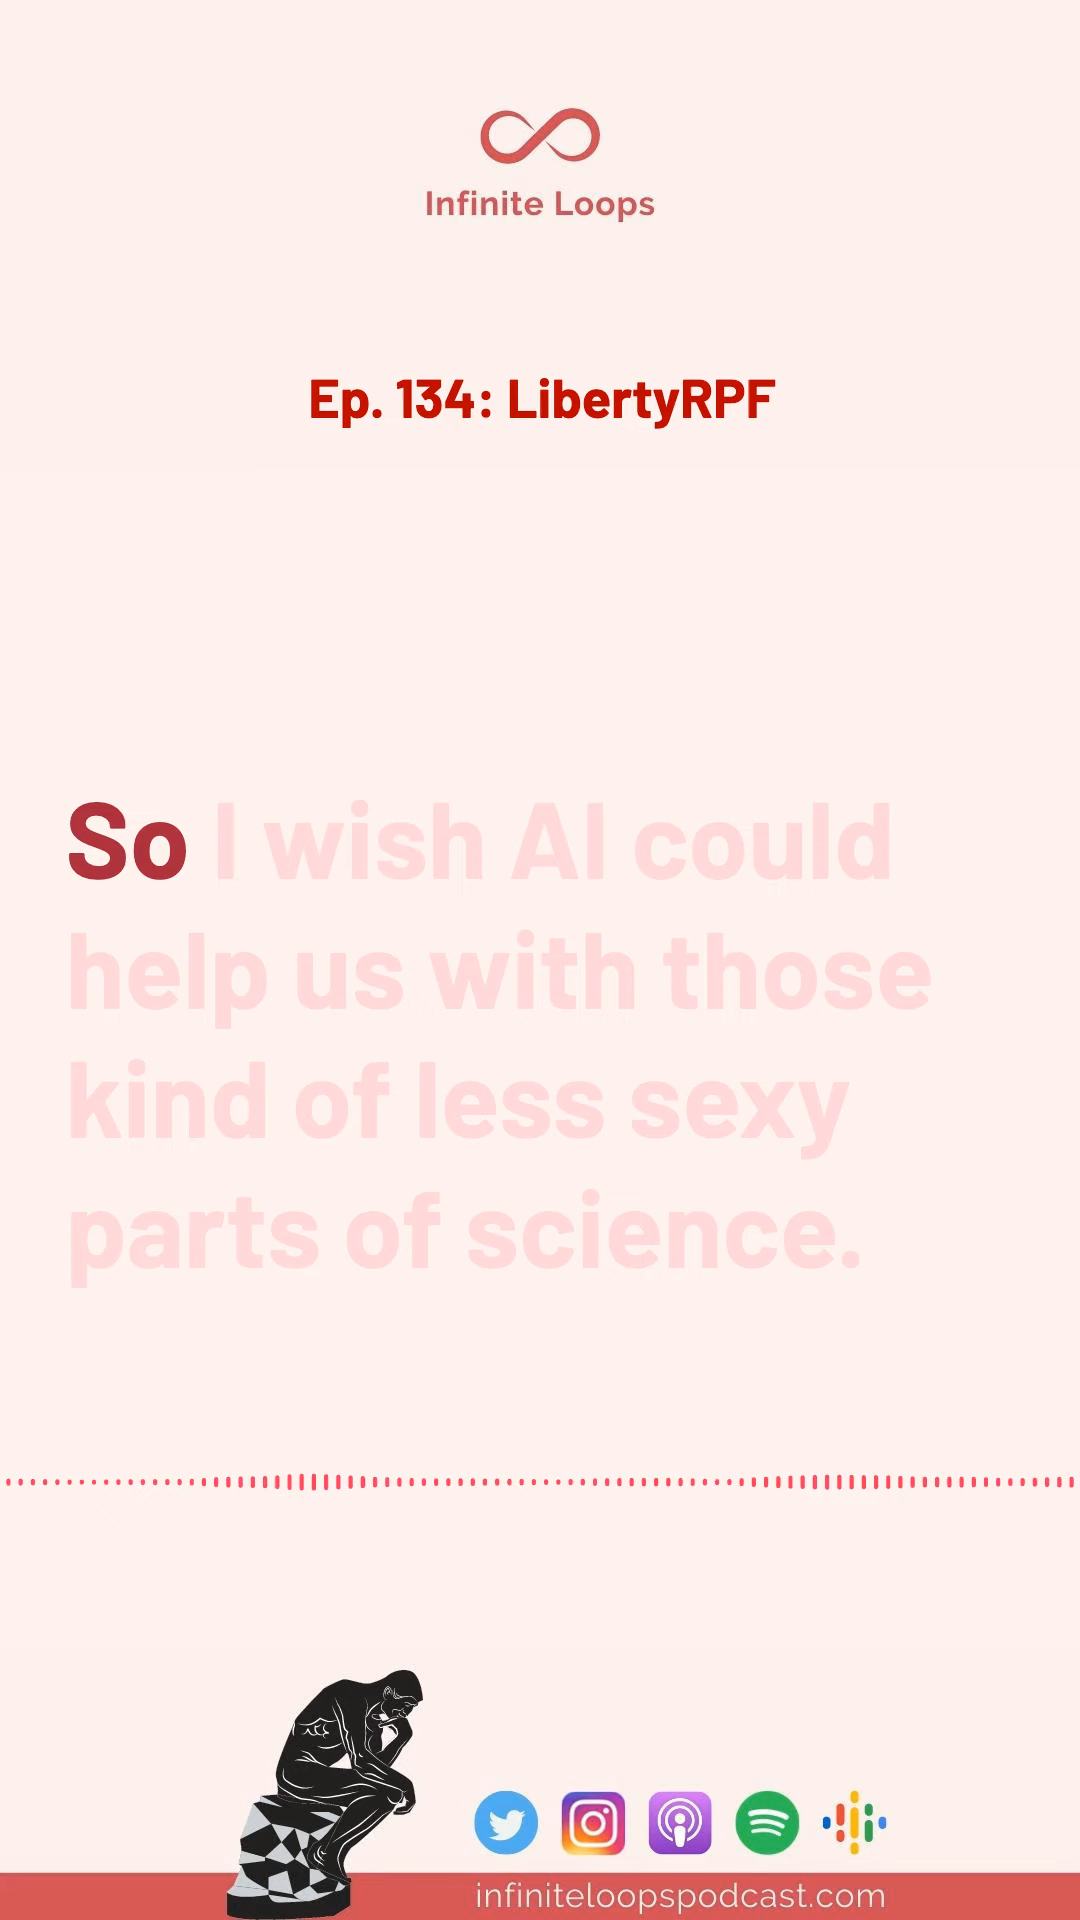 Infinite Loops
Ep. 134: LibertyRPF
So I wish AI could
help us with those
kind of less sexy
parts of science.
infiniteloopspodcast.com